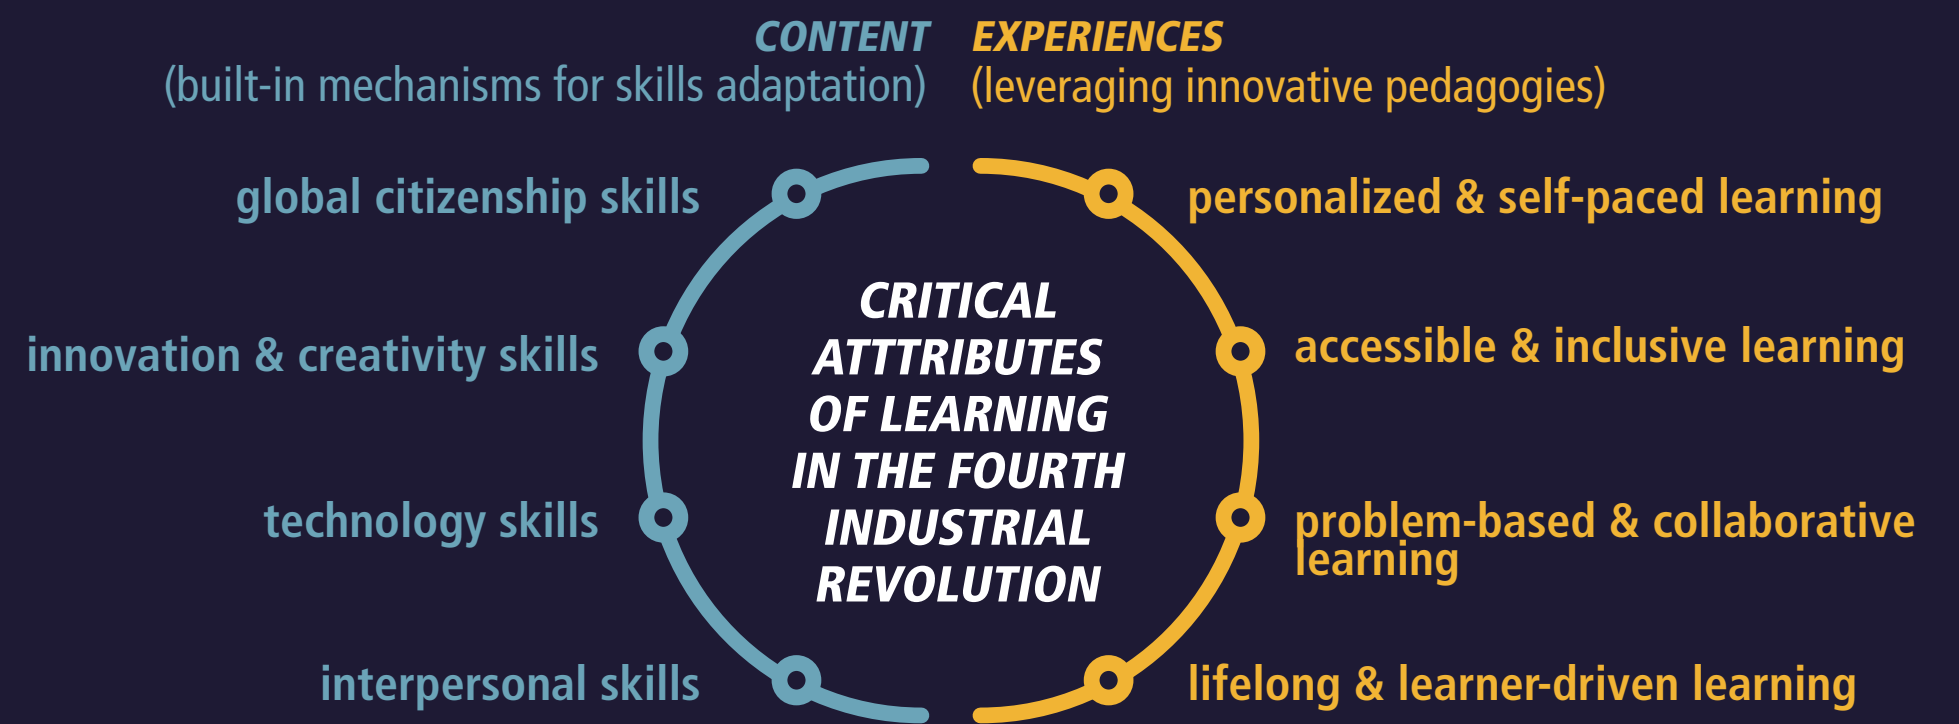 CONTENT
(built-in mechanisms for skills adaptation)
global citizenship skills
innovation & creativity skills
technology skills
interpersonal skills
CRITICAL
ATTTRIBUTES
OF LEARNING
IN THE FOURTH
INDUSTRIAL
REVOLUTION
EXPERIENCES
(leveraging innovative pedagogies)
personalized & self-paced learning
accessible & inclusive learning
problem-based & collaborative
learning
lifelong & learner-driven learning